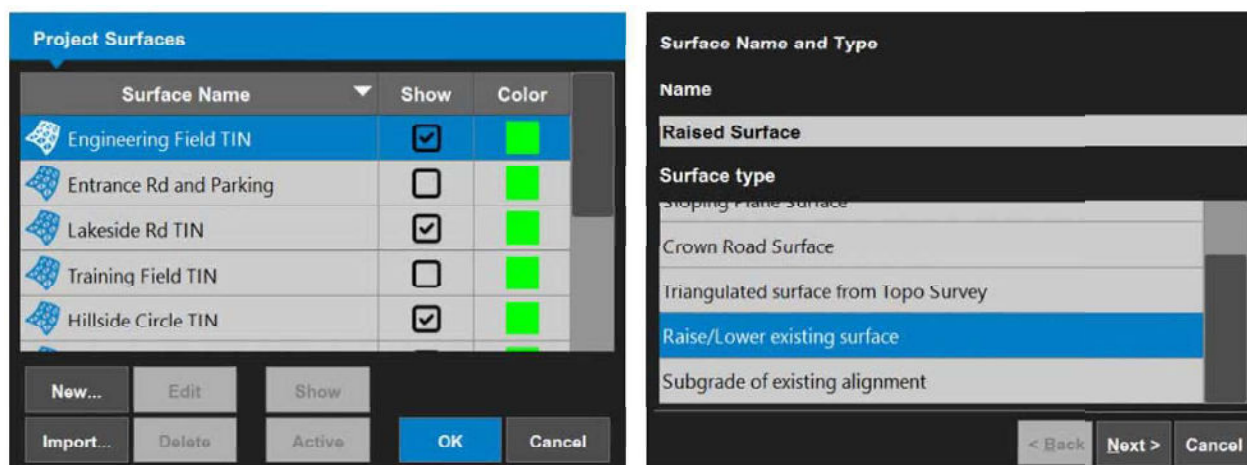 Project Surfaces
Surface Name Show Color
Engineering Field TIN
Entrance Rd and Parking
Lakeside Rd TIN
Training Field TIN
Hillside Circle TIN
New... Edit Show
Import... Delete Active OK Cancel
Surface Name and Type
Name
Raised Surface
Surface type
Sloping Plane Surface
Crown Road Surface
Triangulated surface from Topo Survey
Raise/Lower existing surface
Subgrade of existing alignment
< Back Next > Cancel